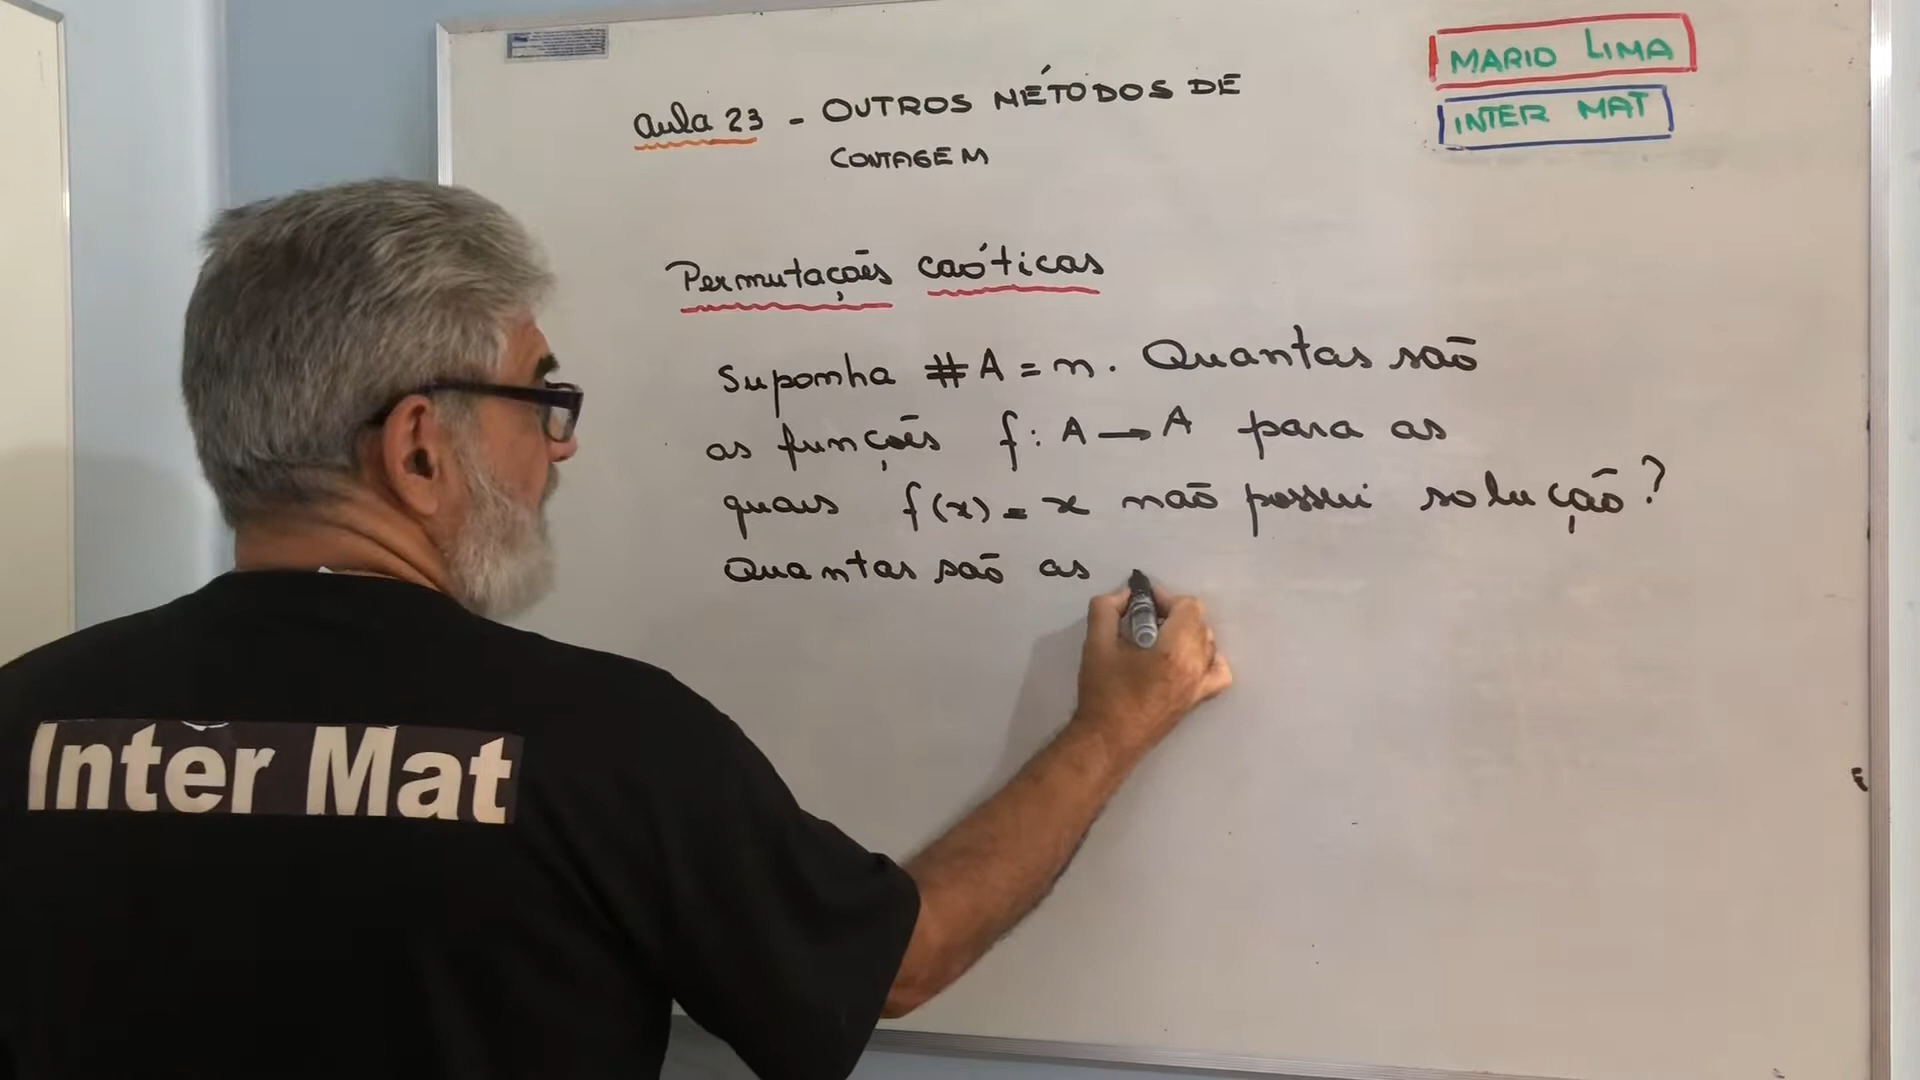 Aula 23 - OUTROS MÉTODOS DE
CONTAGEM
MARIO LIMA
INTER MAT
Permutações caóticas
Suponha #A = n. Quantas são
as funções f: A → A para as
quais f(x) = x não possui solução?
Quantas são as
Inter Mat